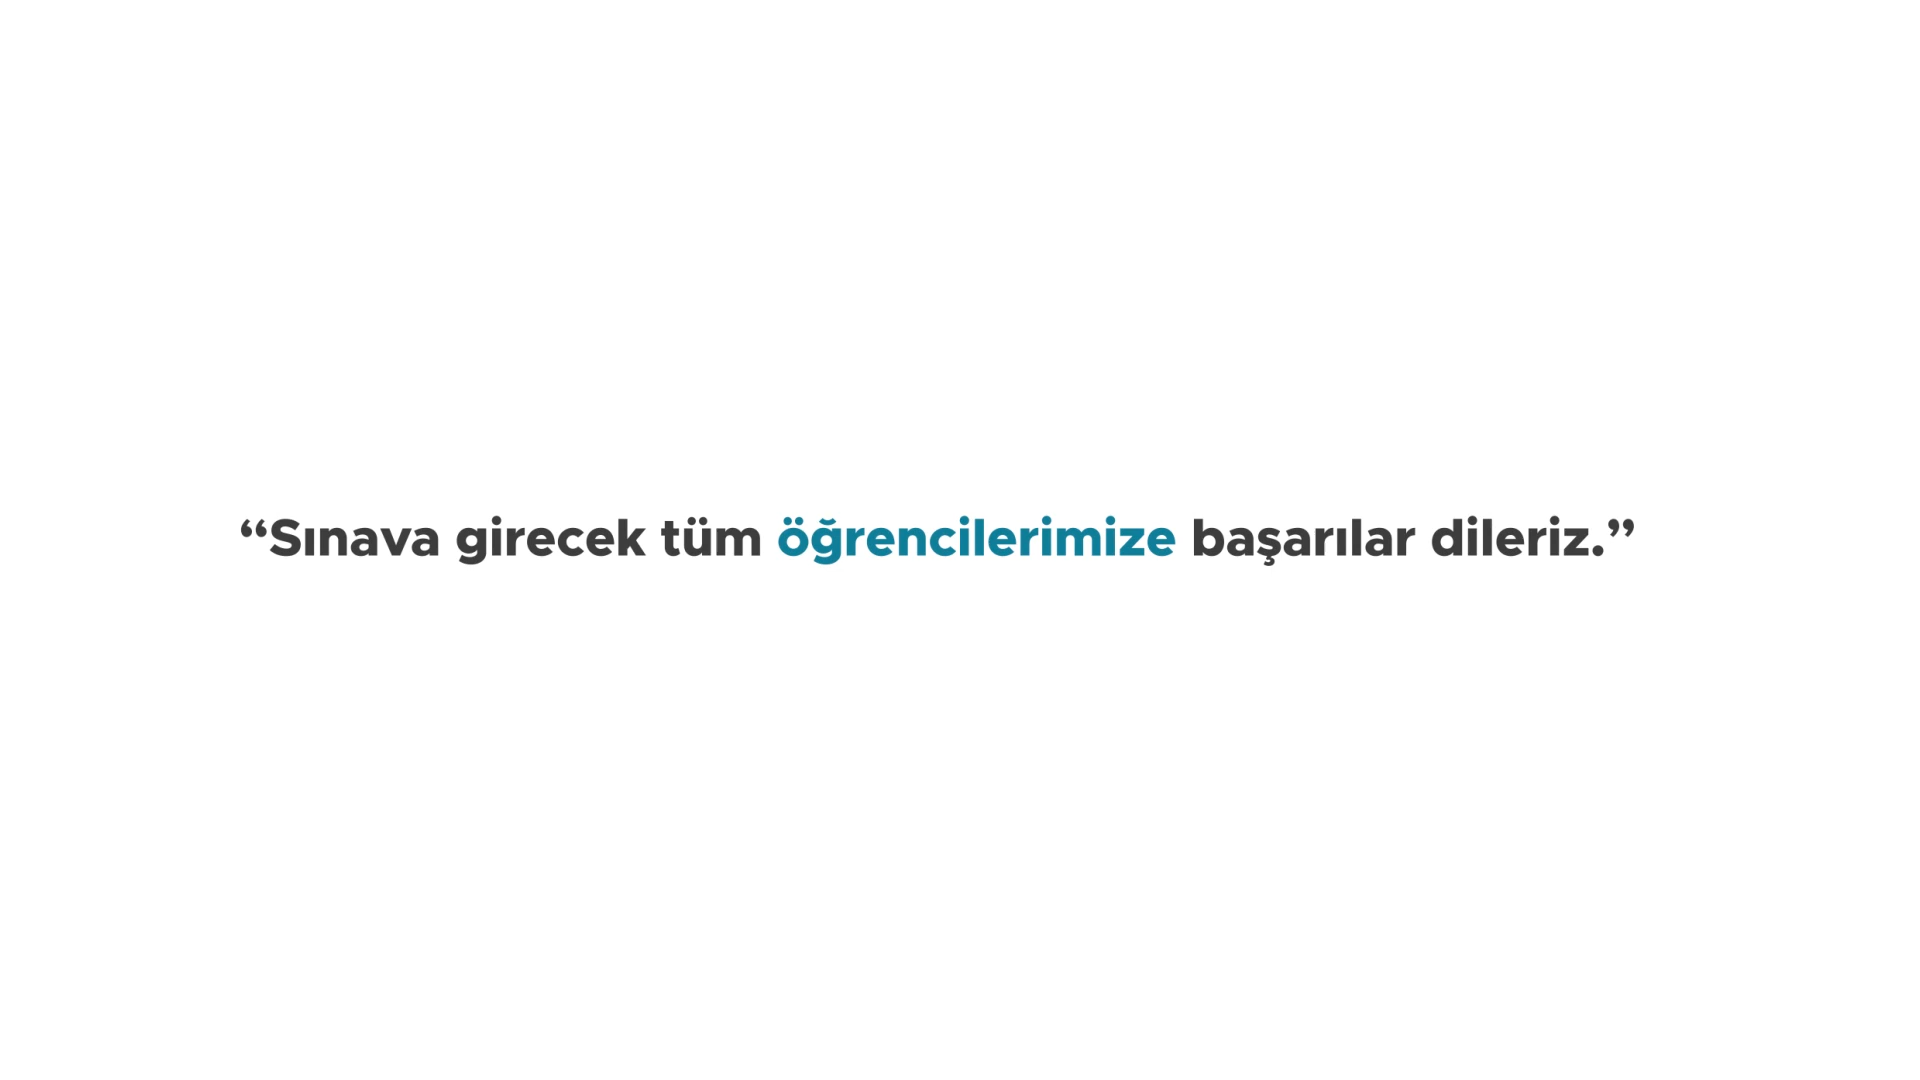 “Sınava girecek tüm öğrencilerimize başarılar dileriz.”